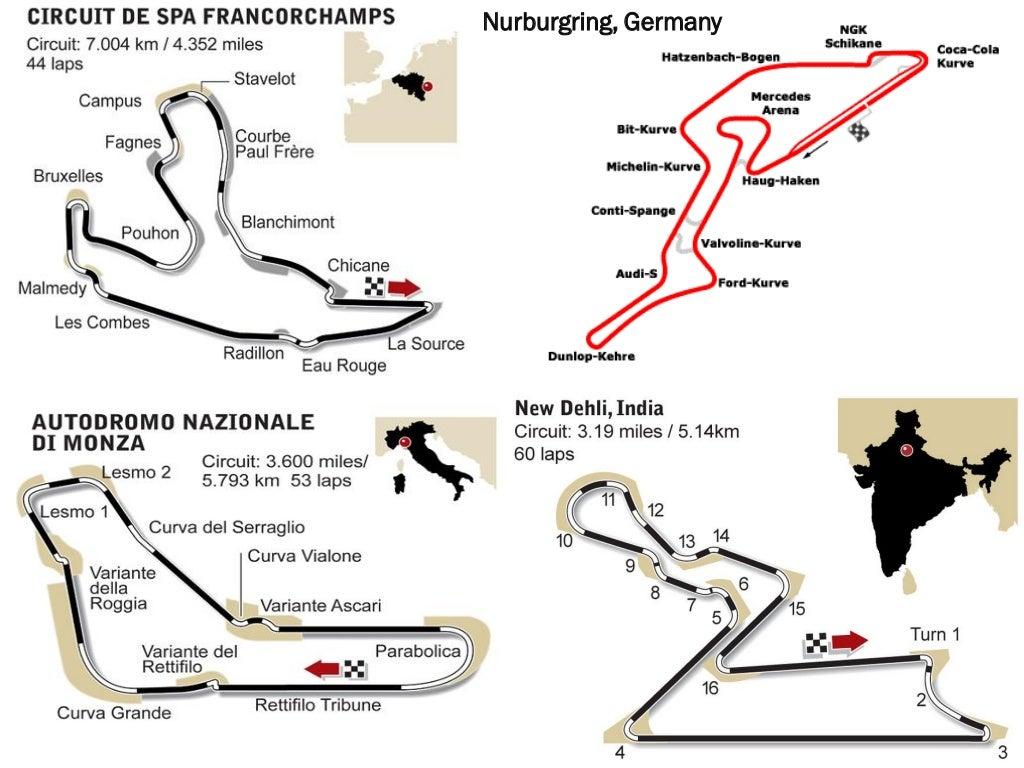 CIRCUIT DE SPA FRANCORCHAMPS
Circuit: 7.004 km / 4.352 miles
44 laps
Stavelot
Campus
Fagnes
Courbe
Paul Frère
Bruxelles
Pouhon
Blanchimont
Chicane
Malmedy
Les Combes
Radillon
Eau Rouge
La Source
Nurburgring, Germany
NGK
Schikane
Coca-Cola
Kurve
Hatzenbach-Bogen
Mercedes
Arena
Bit-Kurve
Michelin-Kurve
Haug-Haken
Conti-Spange
Valvoline-Kurve
Audi-S
Ford-Kurve
Dunlop-Kehre
AUTODROMO NAZIONALE
DI MONZA
Circuit: 3.600 miles/
5.793 km 53 laps
Lesmo 2
Lesmo 1
Curva del Serraglio
Curva Vialone
Variante
della
Roggia
Variante Ascari
Variante del
Rettifilo
Parabolica
Rettifilo Tribune
Curva Grande
New Dehli, India
Circuit: 3.19 miles / 5.14km
60 laps
11
12
10
13
14
9
8
7
6
5
15
16
Turn 1
2
3
4